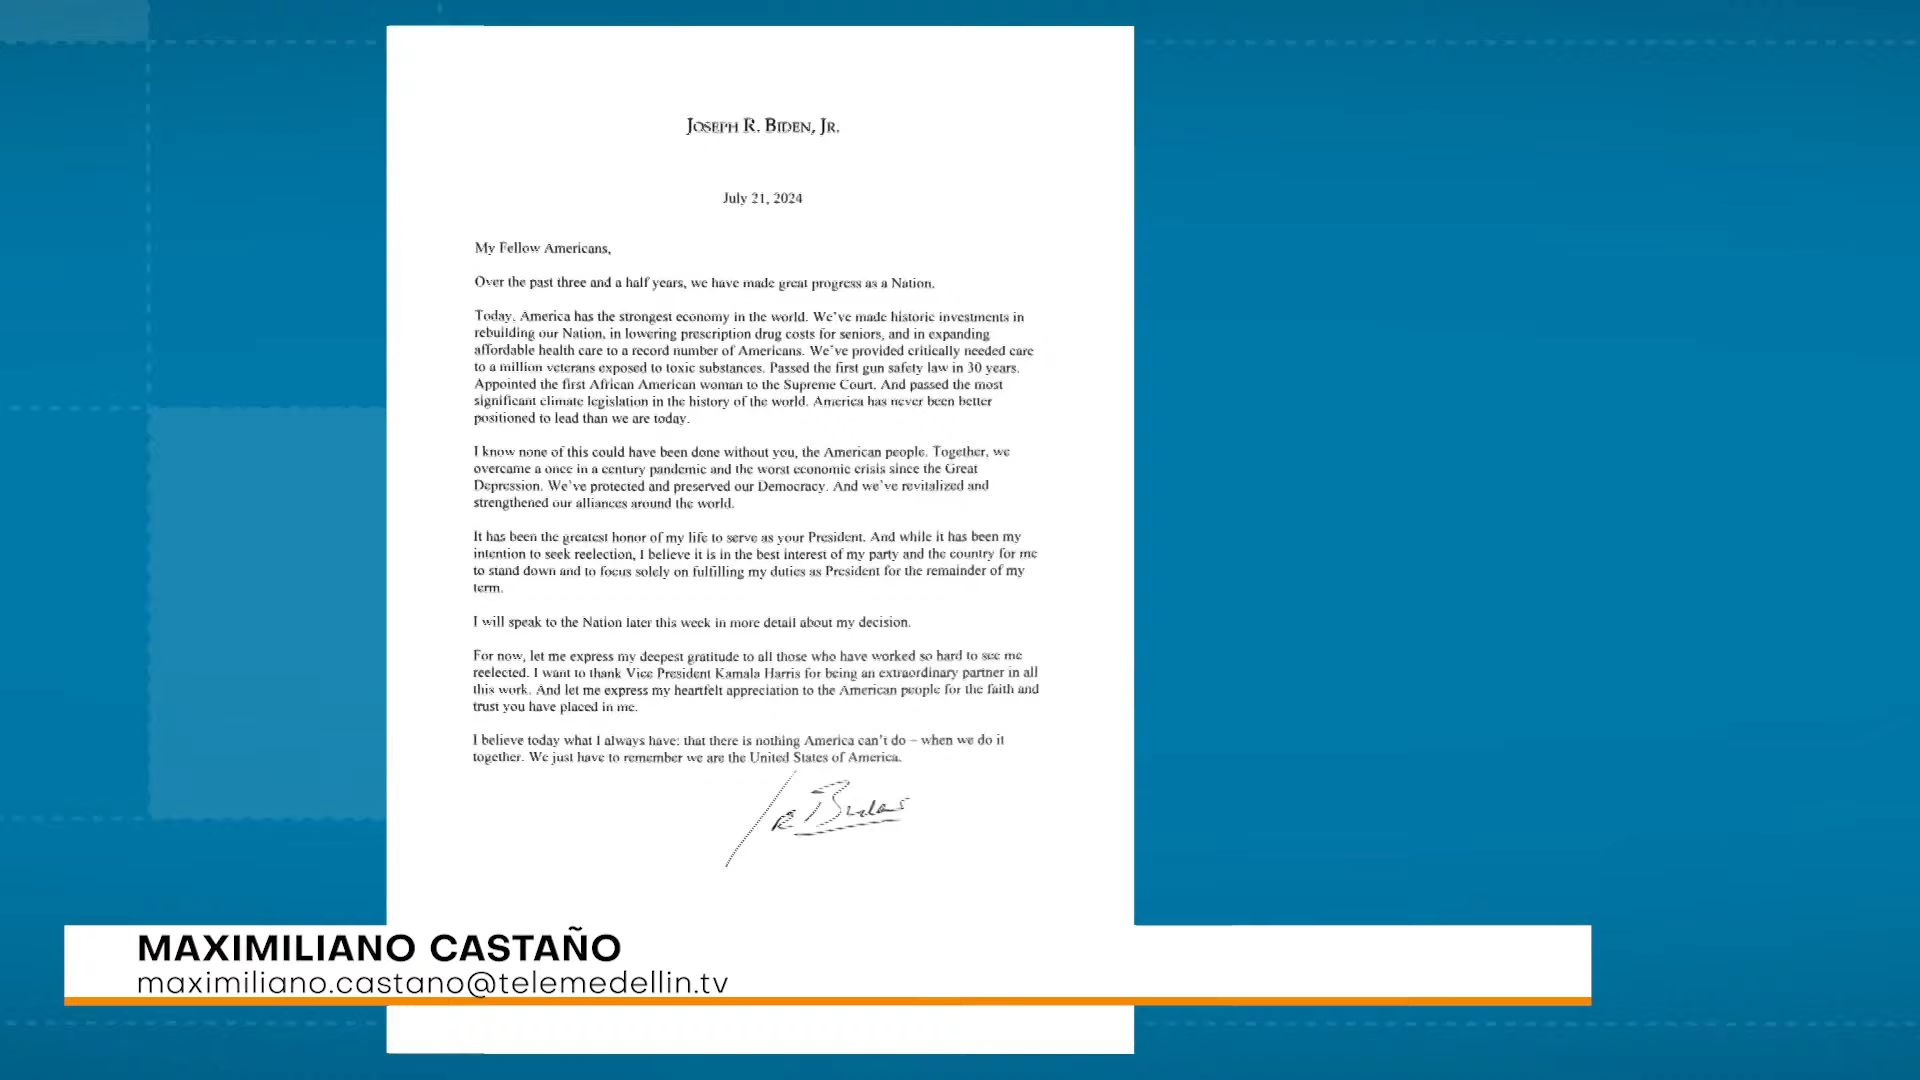 JOSEPH R. BIDEN, JR.
July 21, 2024
My Fellow Americans,
Over the past three and a half years, we have made great progress as a Nation.
Today, America has the strongest economy in the world. We've made historic investments in
rebuilding our Nation, in lowering prescription drug costs for seniors, and in expanding
affordable health care to a record number of Americans. We've provided critically needed care
to a million veterans exposed to toxic substances. Passed the first gun safety law in 30 years.
Appointed the first African American woman to the Supreme Court. And passed the most
significant climate legislation in the history of the world. America has never been better
positioned to lead than we are today.
I know none of this could have been done without you, the American people. Together, we
overcame a once in a century pandemic and the worst economic crisis since the Great
Depression. We've protected and preserved our Democracy. And we've revitalized and
strengthened our alliances around the world.
It has been the greatest honor of my life to serve as your President. And while it has been my
intention to seek reelection, I believe it is in the best interest of my party and the country for me
to stand down and to focus solely on fulfilling my duties as President for the remainder of my
term.
I will speak to the Nation later this week in more detail about my decision.
For now, let me express my deepest gratitude to all those who have worked so hard to see me
reelected. I want to thank Vice President Kamala Harris for being an extraordinary partner in all
this work. And let me express my heartfelt appreciation to the American people for the faith and
trust you have placed in me.
I believe today what I always have: that there is nothing America can't do – when we do it
together. We just have to remember we are the United States of America.
Joe Biden
MAXIMILIANO CASTAÑO
maximiliano.castano@telemedellin.tv